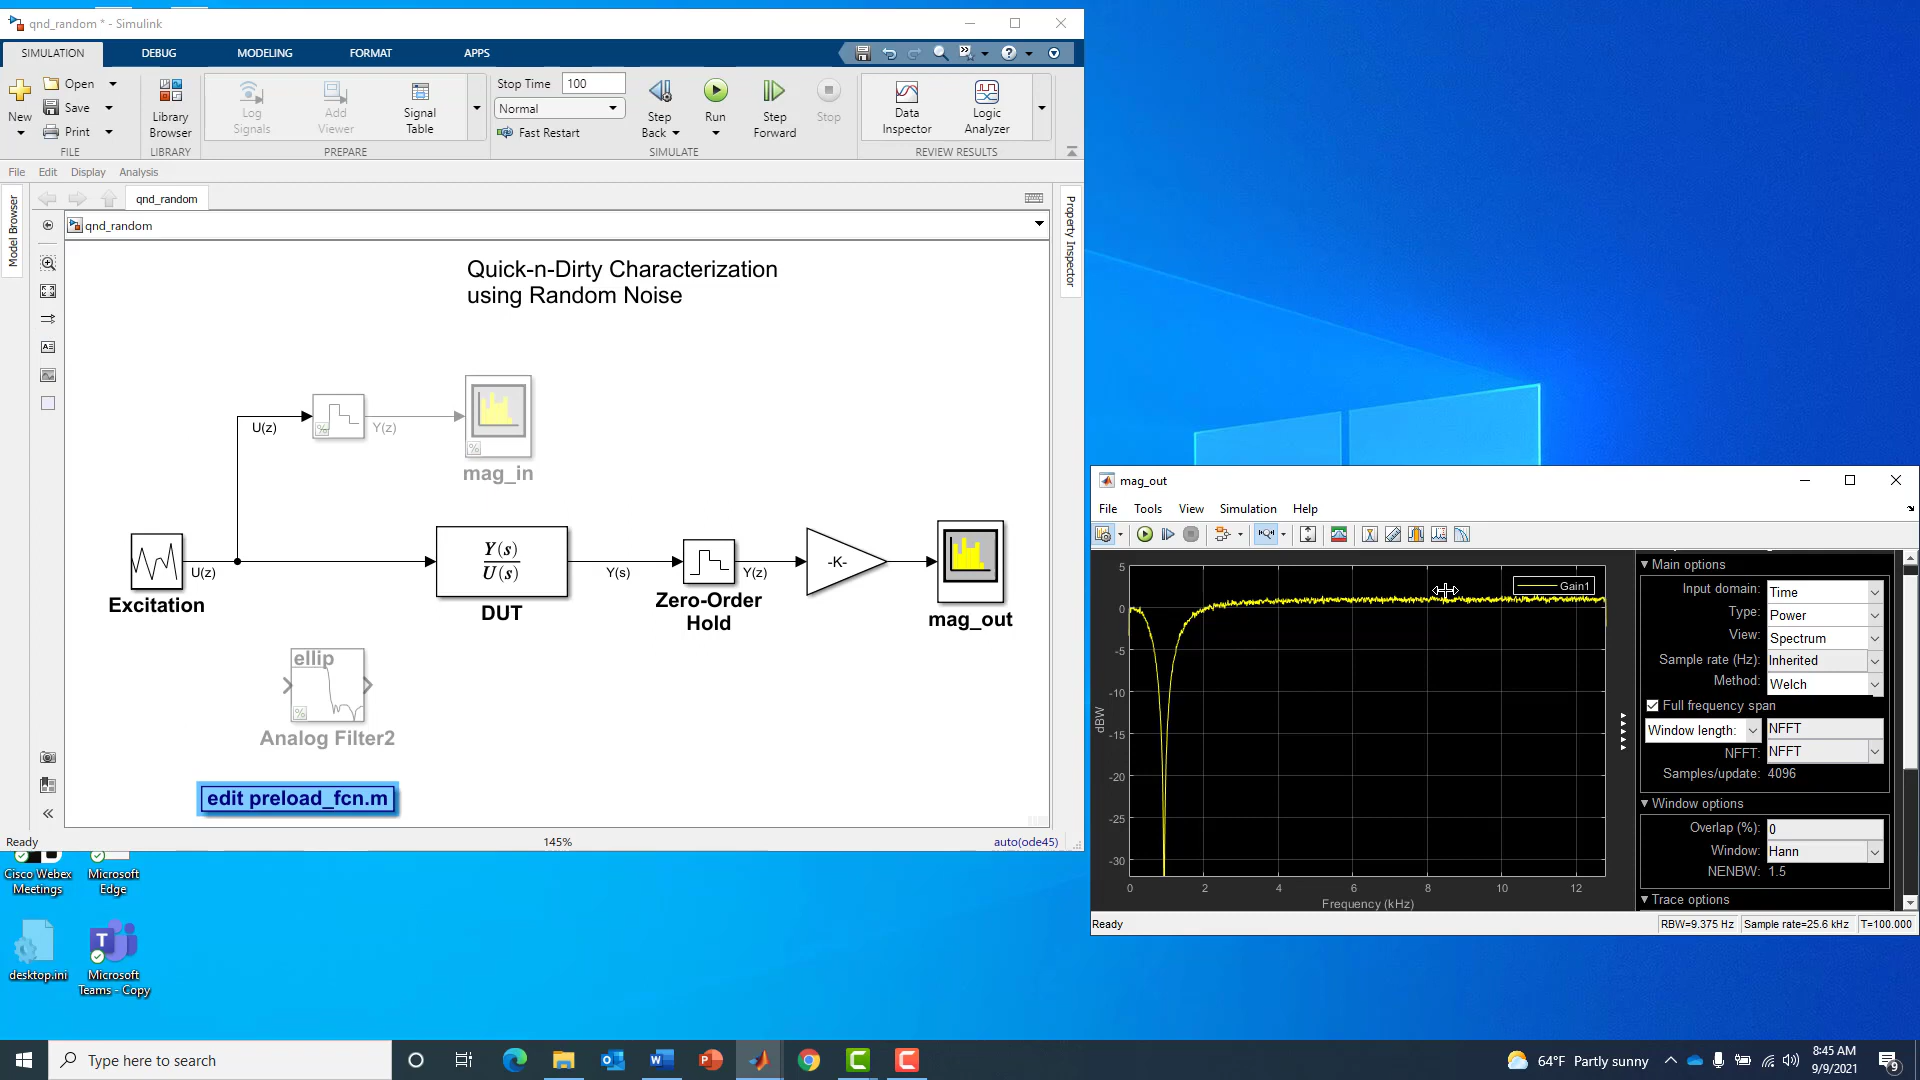 qnd_random * - Simulink
SIMULATION
DEBUG
MODELING
FORMAT
APPS
New
Open
Save
Print
FILE
Library
Browser
LIBRARY
Log
Signals
Add
Viewer
Signal
Table
PREPARE
Stop Time 100
Normal
Fast Restart
Step
Back
Run
Step
Forward
Stop
SIMULATE
Data
Inspector
Logic
Analyzer
REVIEW RESULTS
File Edit Display Analysis
Model Browser
qnd_random
qnd_random
Property Inspector
Quick-n-Dirty Characterization
using Random Noise
U(z)
Y(z)
mag_in
Excitation
U(z)
Y(s)
U(s)
DUT
Y(s)
Zero-Order
Hold
Y(z)
-K-
mag_out
ellip
Analog Filter2
edit preload_fcn.m
Ready
145%
auto(ode45)
mag_out
File Tools View Simulation Help
Gain1
5
0
-5
-10
-15
-20
-25
-30
dBW
0 2 4 6 8 10 12
Frequency (kHz)
Main options
Input domain: Time
Type: Power
View: Spectrum
Sample rate (Hz): Inherited
Method: Welch
Full frequency span
Window length: NFFT
NFFT: NFFT
Samples/update: 4096
Window options
Overlap (%): 0
Window: Hann
NENBW: 1.5
Trace options
Ready
RBW=9.375 Hz Sample rate=25.6 kHz T=100.000
Cisco Webex
Meetings
Microsoft
Edge
desktop.ini
Microsoft
Teams - Copy
Type here to search
64°F Partly sunny
8:45 AM
9/9/2021
9